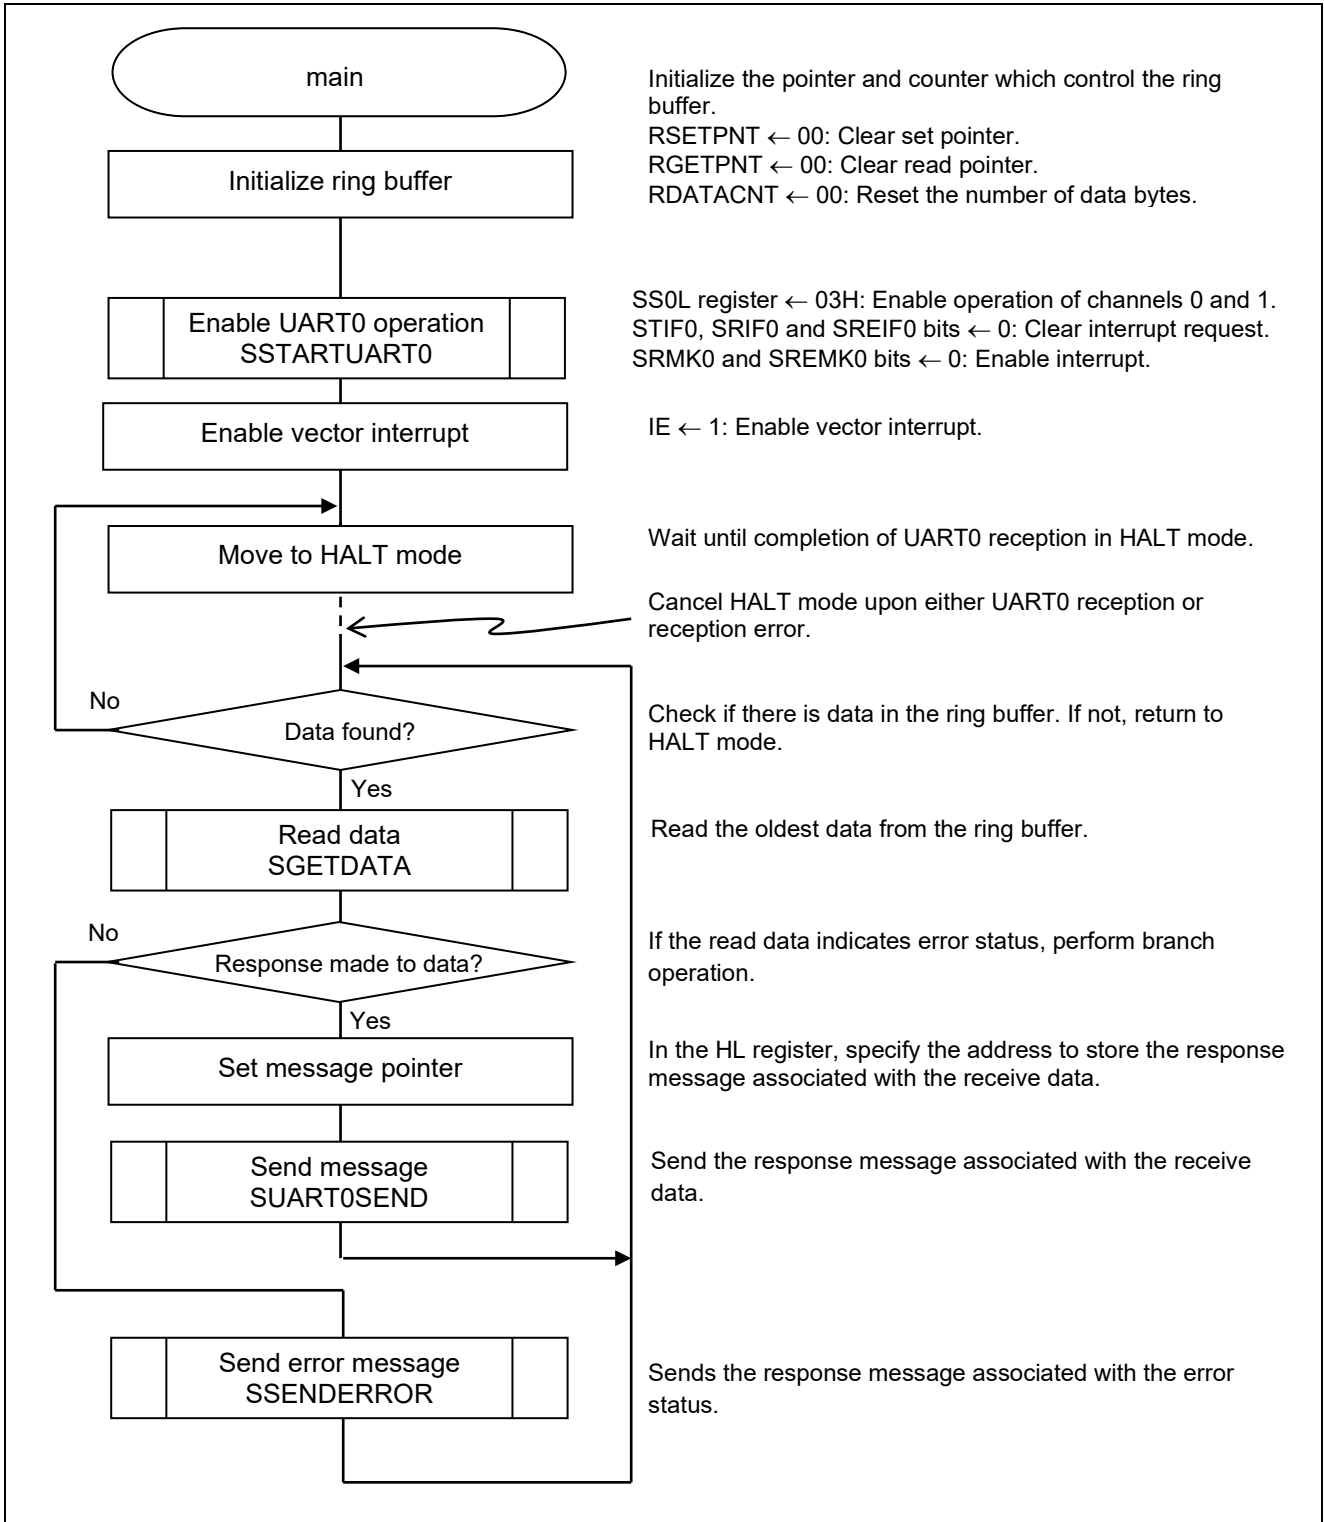 main
Initialize the pointer and counter which control the ring
buffer.
RSETPNT ← 00: Clear set pointer.
RGETPNT ← 00: Clear read pointer.
RDATACNT ← 00: Reset the number of data bytes.
Initialize ring buffer
Enable UART0 operation
SSTARTUART0
SS0L register ← 03H: Enable operation of channels 0 and 1.
STIF0, SRIF0 and SREIF0 bits ← 0: Clear interrupt request.
SRMK0 and SREMK0 bits ← 0: Enable interrupt.
Enable vector interrupt
IE ← 1: Enable vector interrupt.
Move to HALT mode
Wait until completion of UART0 reception in HALT mode.
Cancel HALT mode upon either UART0 reception or
reception error.
No
Data found?
Check if there is data in the ring buffer. If not, return to
HALT mode.
Yes
Read data
SGETDATA
Read the oldest data from the ring buffer.
No
Response made to data?
If the read data indicates error status, perform branch
operation.
Yes
Set message pointer
In the HL register, specify the address to store the response
message associated with the receive data.
Send message
SUART0SEND
Send the response message associated with the receive
data.
Send error message
SSENDERROR
Sends the response message associated with the error
status.